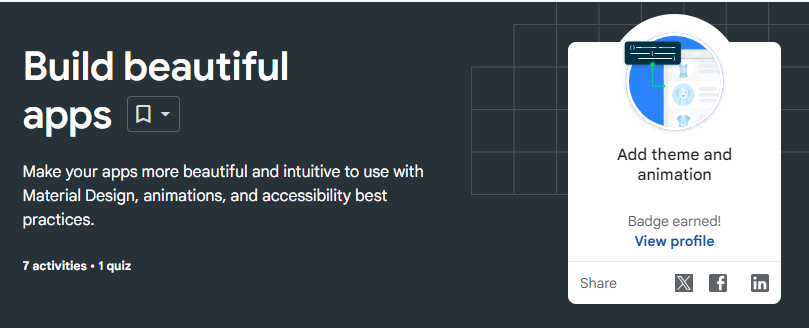 Build beautiful
apps
Make your apps more beautiful and intuitive to use with
Material Design, animations, and accessibility best
practices.
7 activities • 1 quiz
Add theme and
animation
Badge earned!
View profile
Share